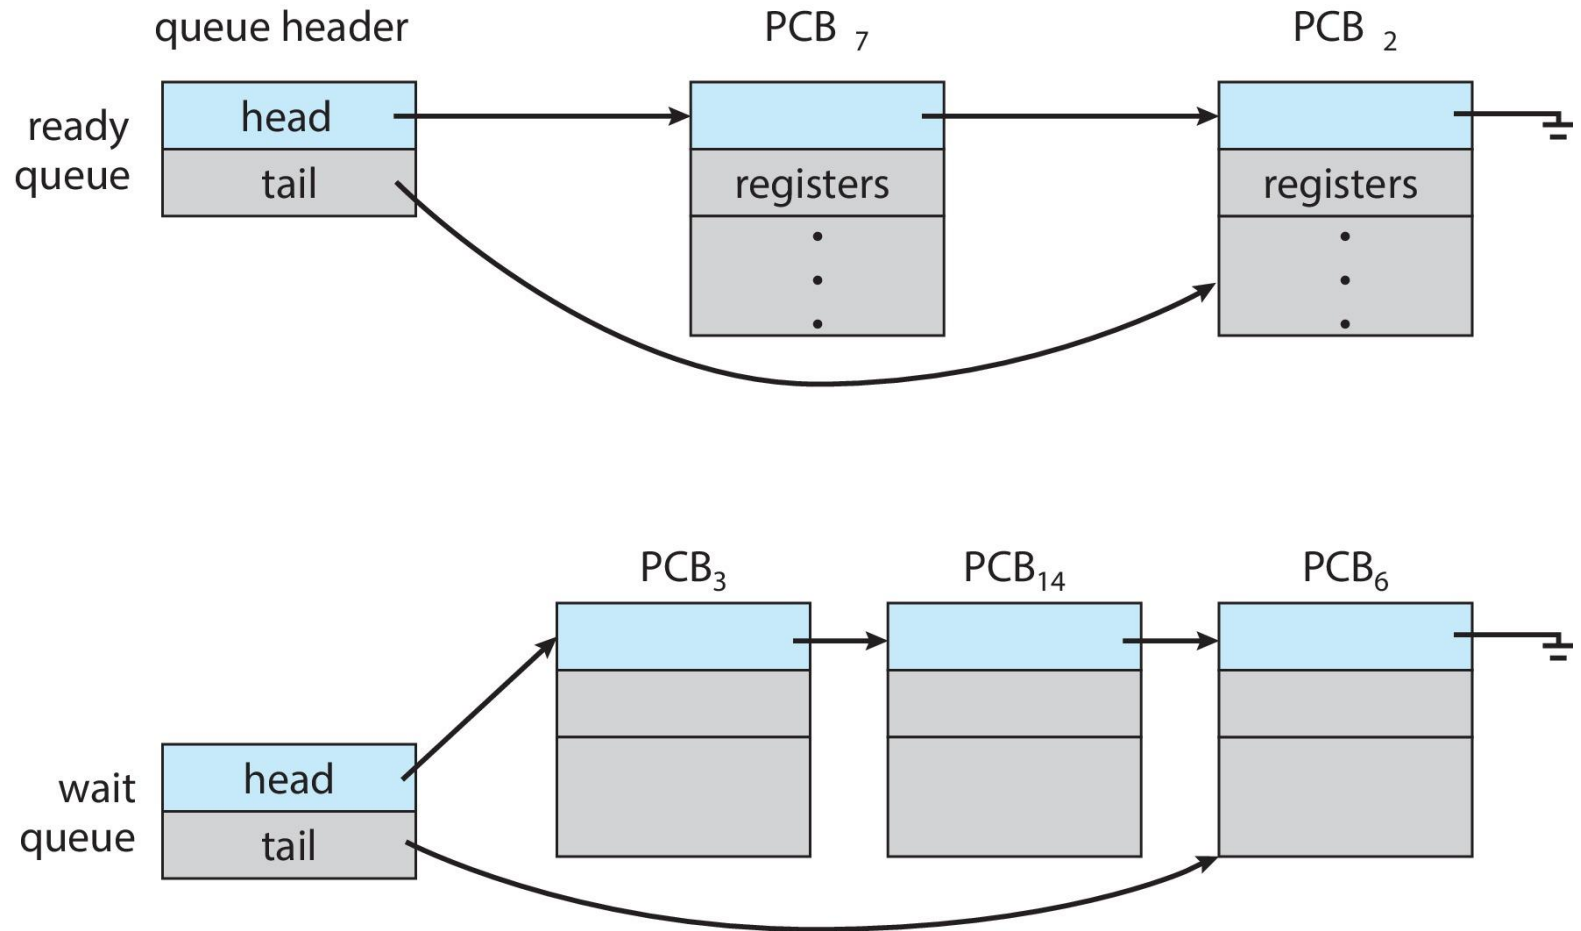 queue header
PCB 7
PCB 2
ready
queue
head
tail
registers
registers
PCB3
PCB14
PCB6
wait
queue
head
tail